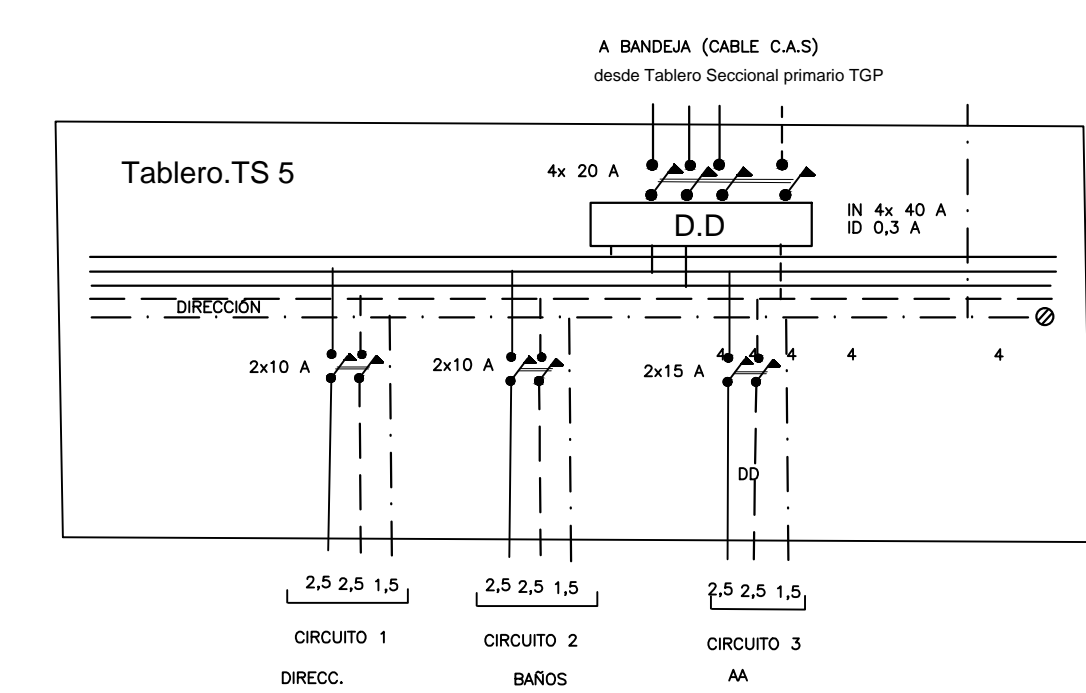 A BANDEJA (CABLE C.A.S)
desde Tablero Seccional primario TGP
Tablero.TS 5
4x 20 A
D.D
IN 4x 40 A
ID 0,3 A
DIRECCIÓN
2x10 A
2x10 A
2x15 A
4 4 4 4 4
DD
2,5 2,5 1,5
2,5 2,5 1,5
2,5 2,5 1,5
CIRCUITO 1
CIRCUITO 2
CIRCUITO 3
DIRECC.
BAÑOS
AA